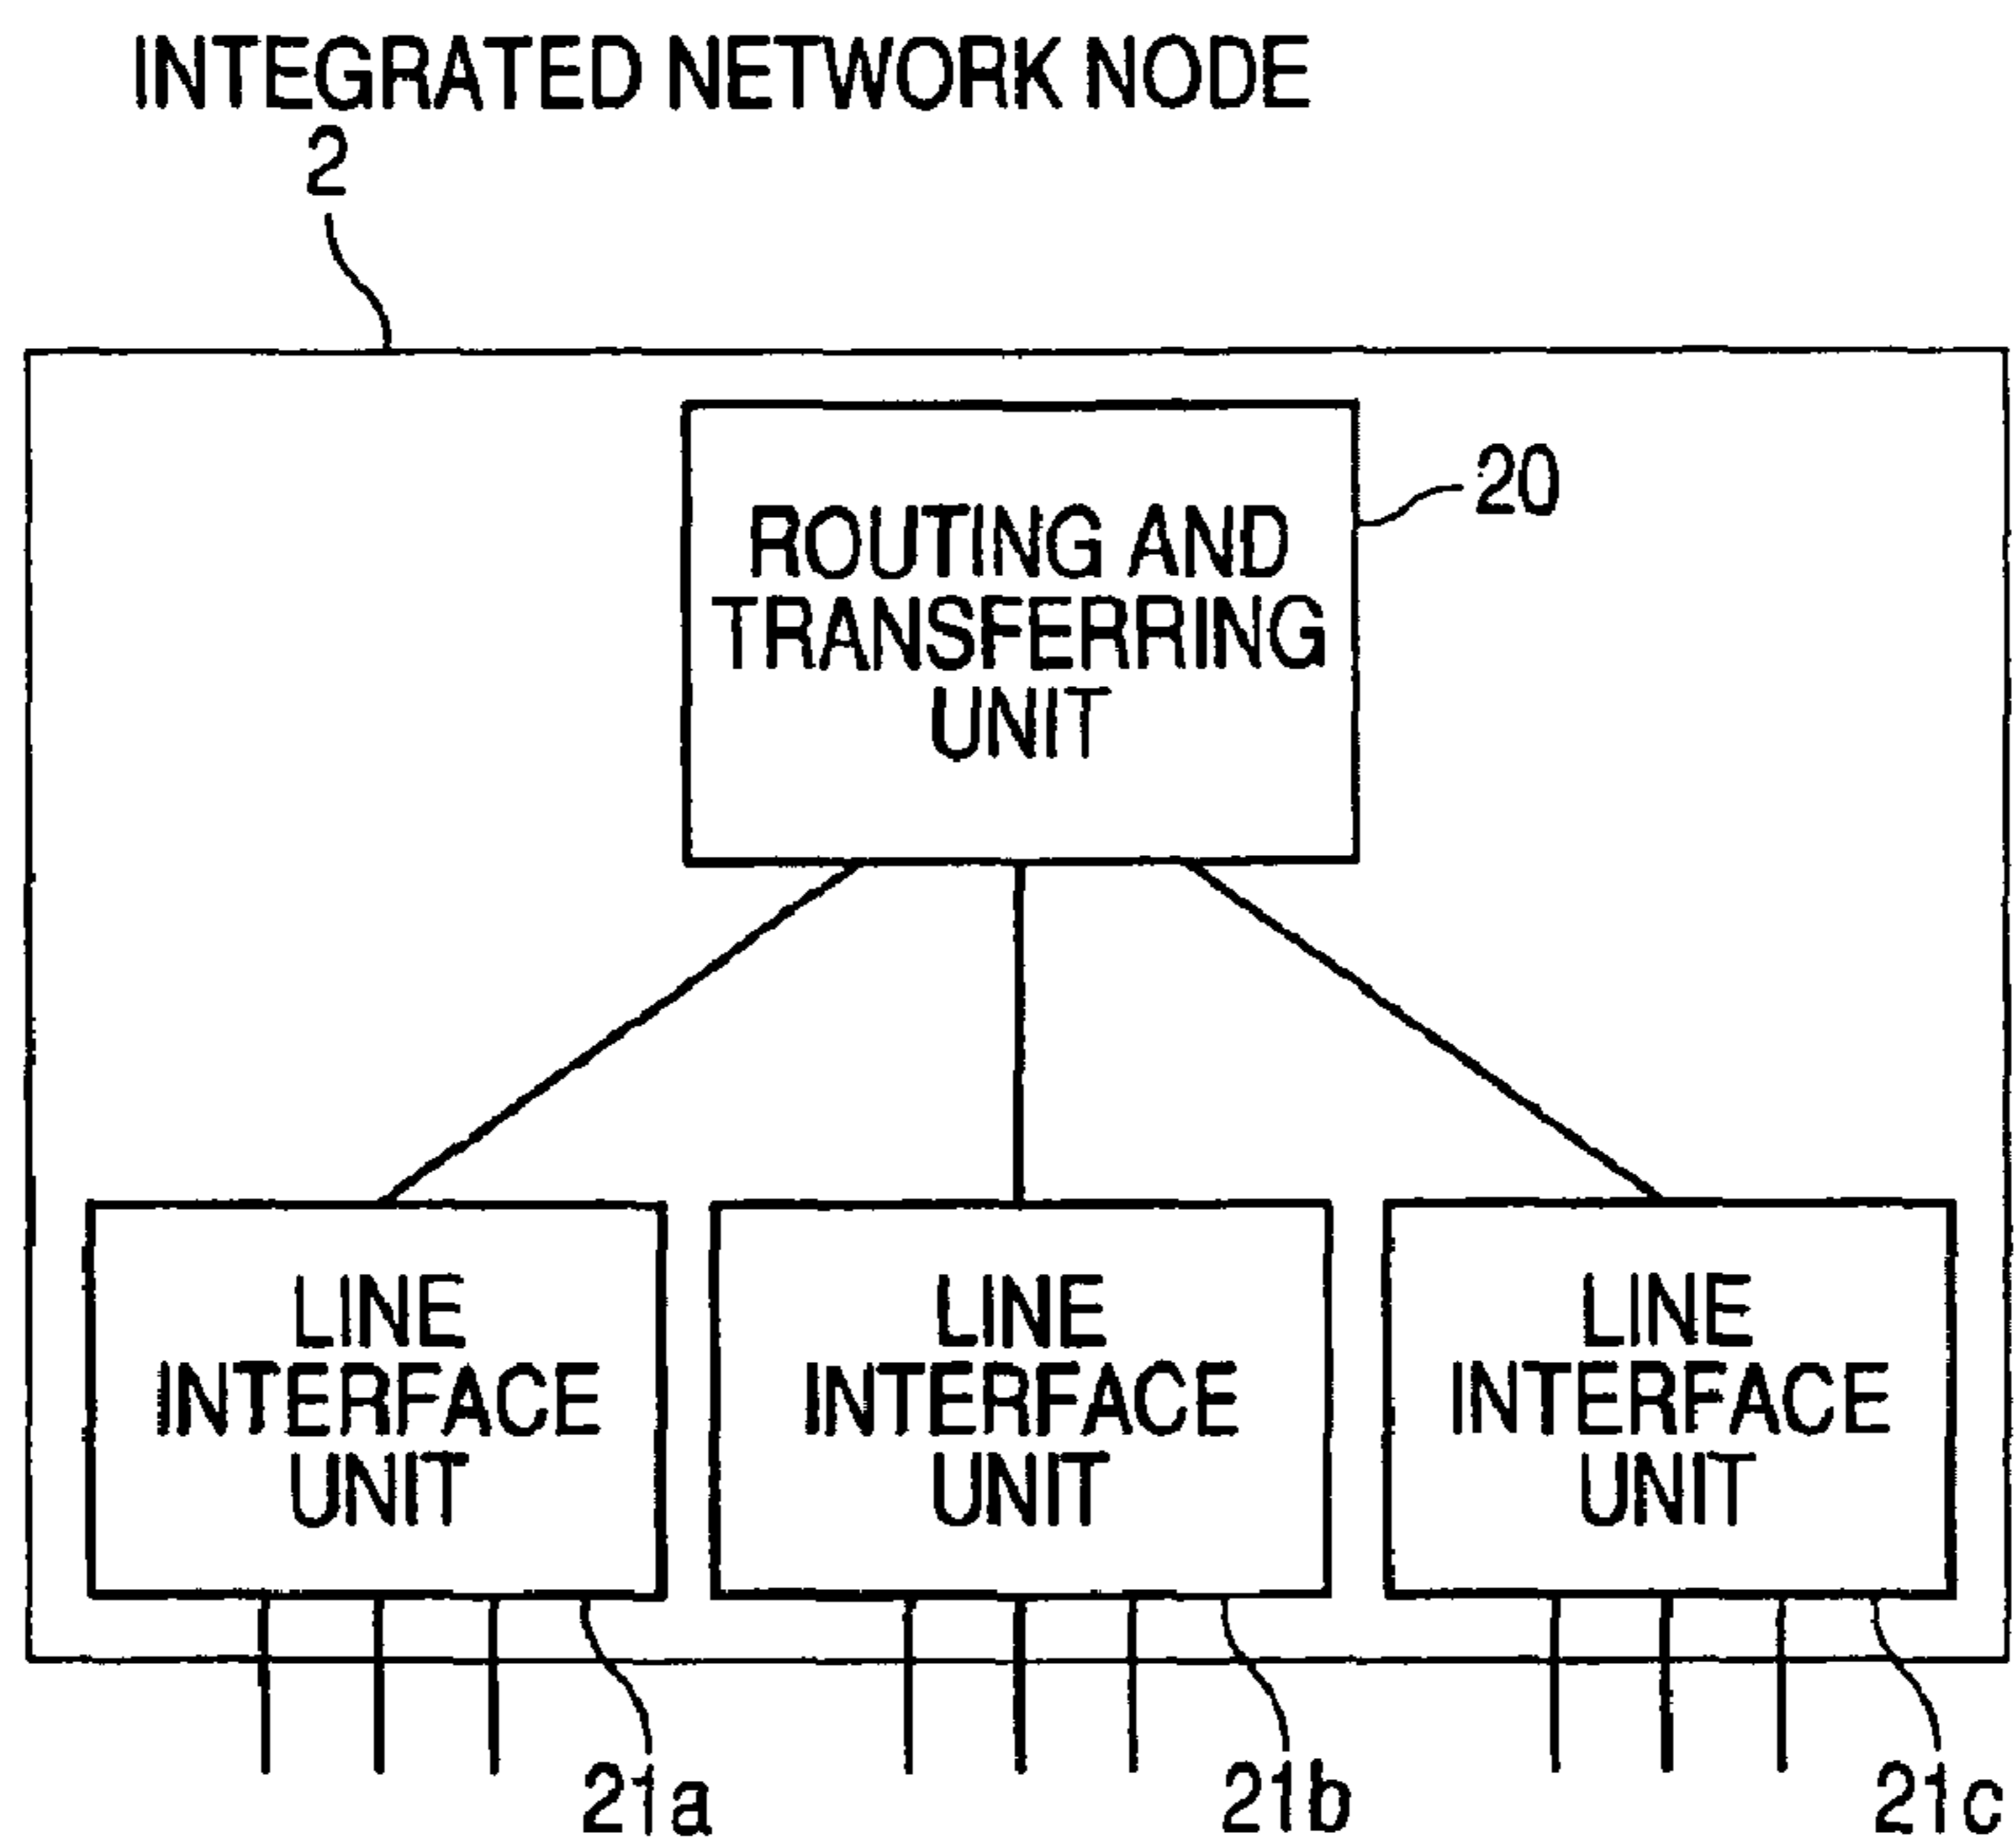 INTEGRATED NETWORK NODE
2
20
ROUTING AND
TRANSFERRING
UNIT
LINE
INTERFACE
UNIT
LINE
INTERFACE
UNIT
LINE
INTERFACE
UNIT
21a
21b
21c